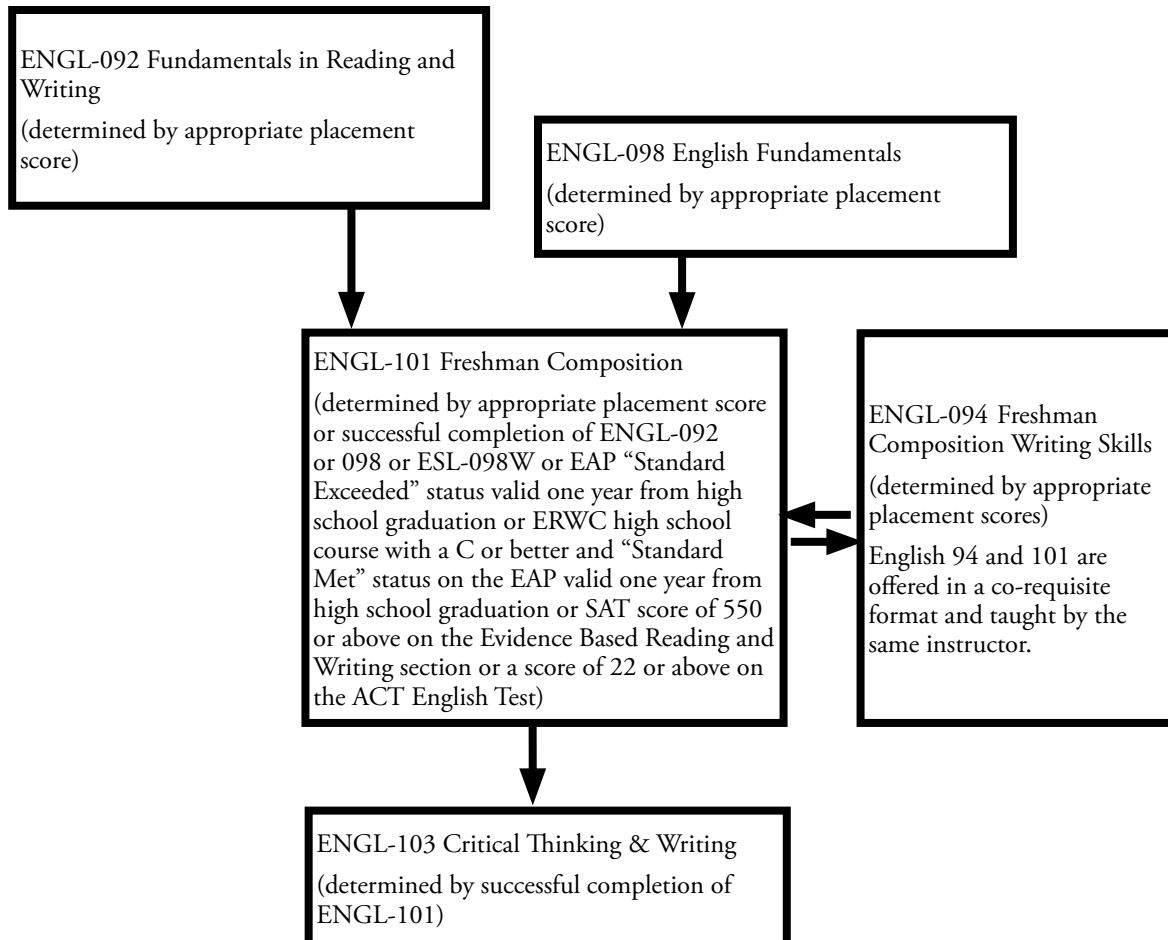 ENGL-092 Fundamentals in Reading and
Writing
(determined by appropriate placement
score)
ENGL-098 English Fundamentals
(determined by appropriate placement
score)
ENGL-101 Freshman Composition
(determined by appropriate placement score
or successful completion of ENGL-092
or 098 or ESL-098W or EAP “Standard
Exceeded” status valid one year from high
school graduation or ERWC high school
course with a C or better and “Standard
Met” status on the EAP valid one year from
high school graduation or SAT score of 550
or above on the Evidence Based Reading and
Writing section or a score of 22 or above on
the ACT English Test)
ENGL-094 Freshman
Composition Writing Skills
(determined by appropriate
placement scores)
English 94 and 101 are
offered in a co-requisite
format and taught by the
same instructor.
ENGL-103 Critical Thinking & Writing
(determined by successful completion of
ENGL-101)